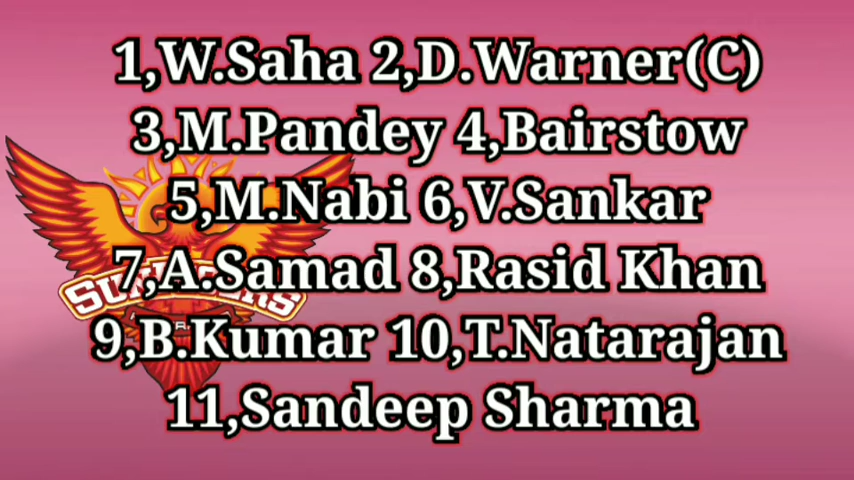 1,W.Saha 2,D.Warner(C)
3,M.Pandey 4,Bairstow
5,M.Nabi 6,V.Sankar
7,A.Samad 8,Rasid Khan
9,B.Kumar 10,T.Natarajan
11,Sandeep Sharma